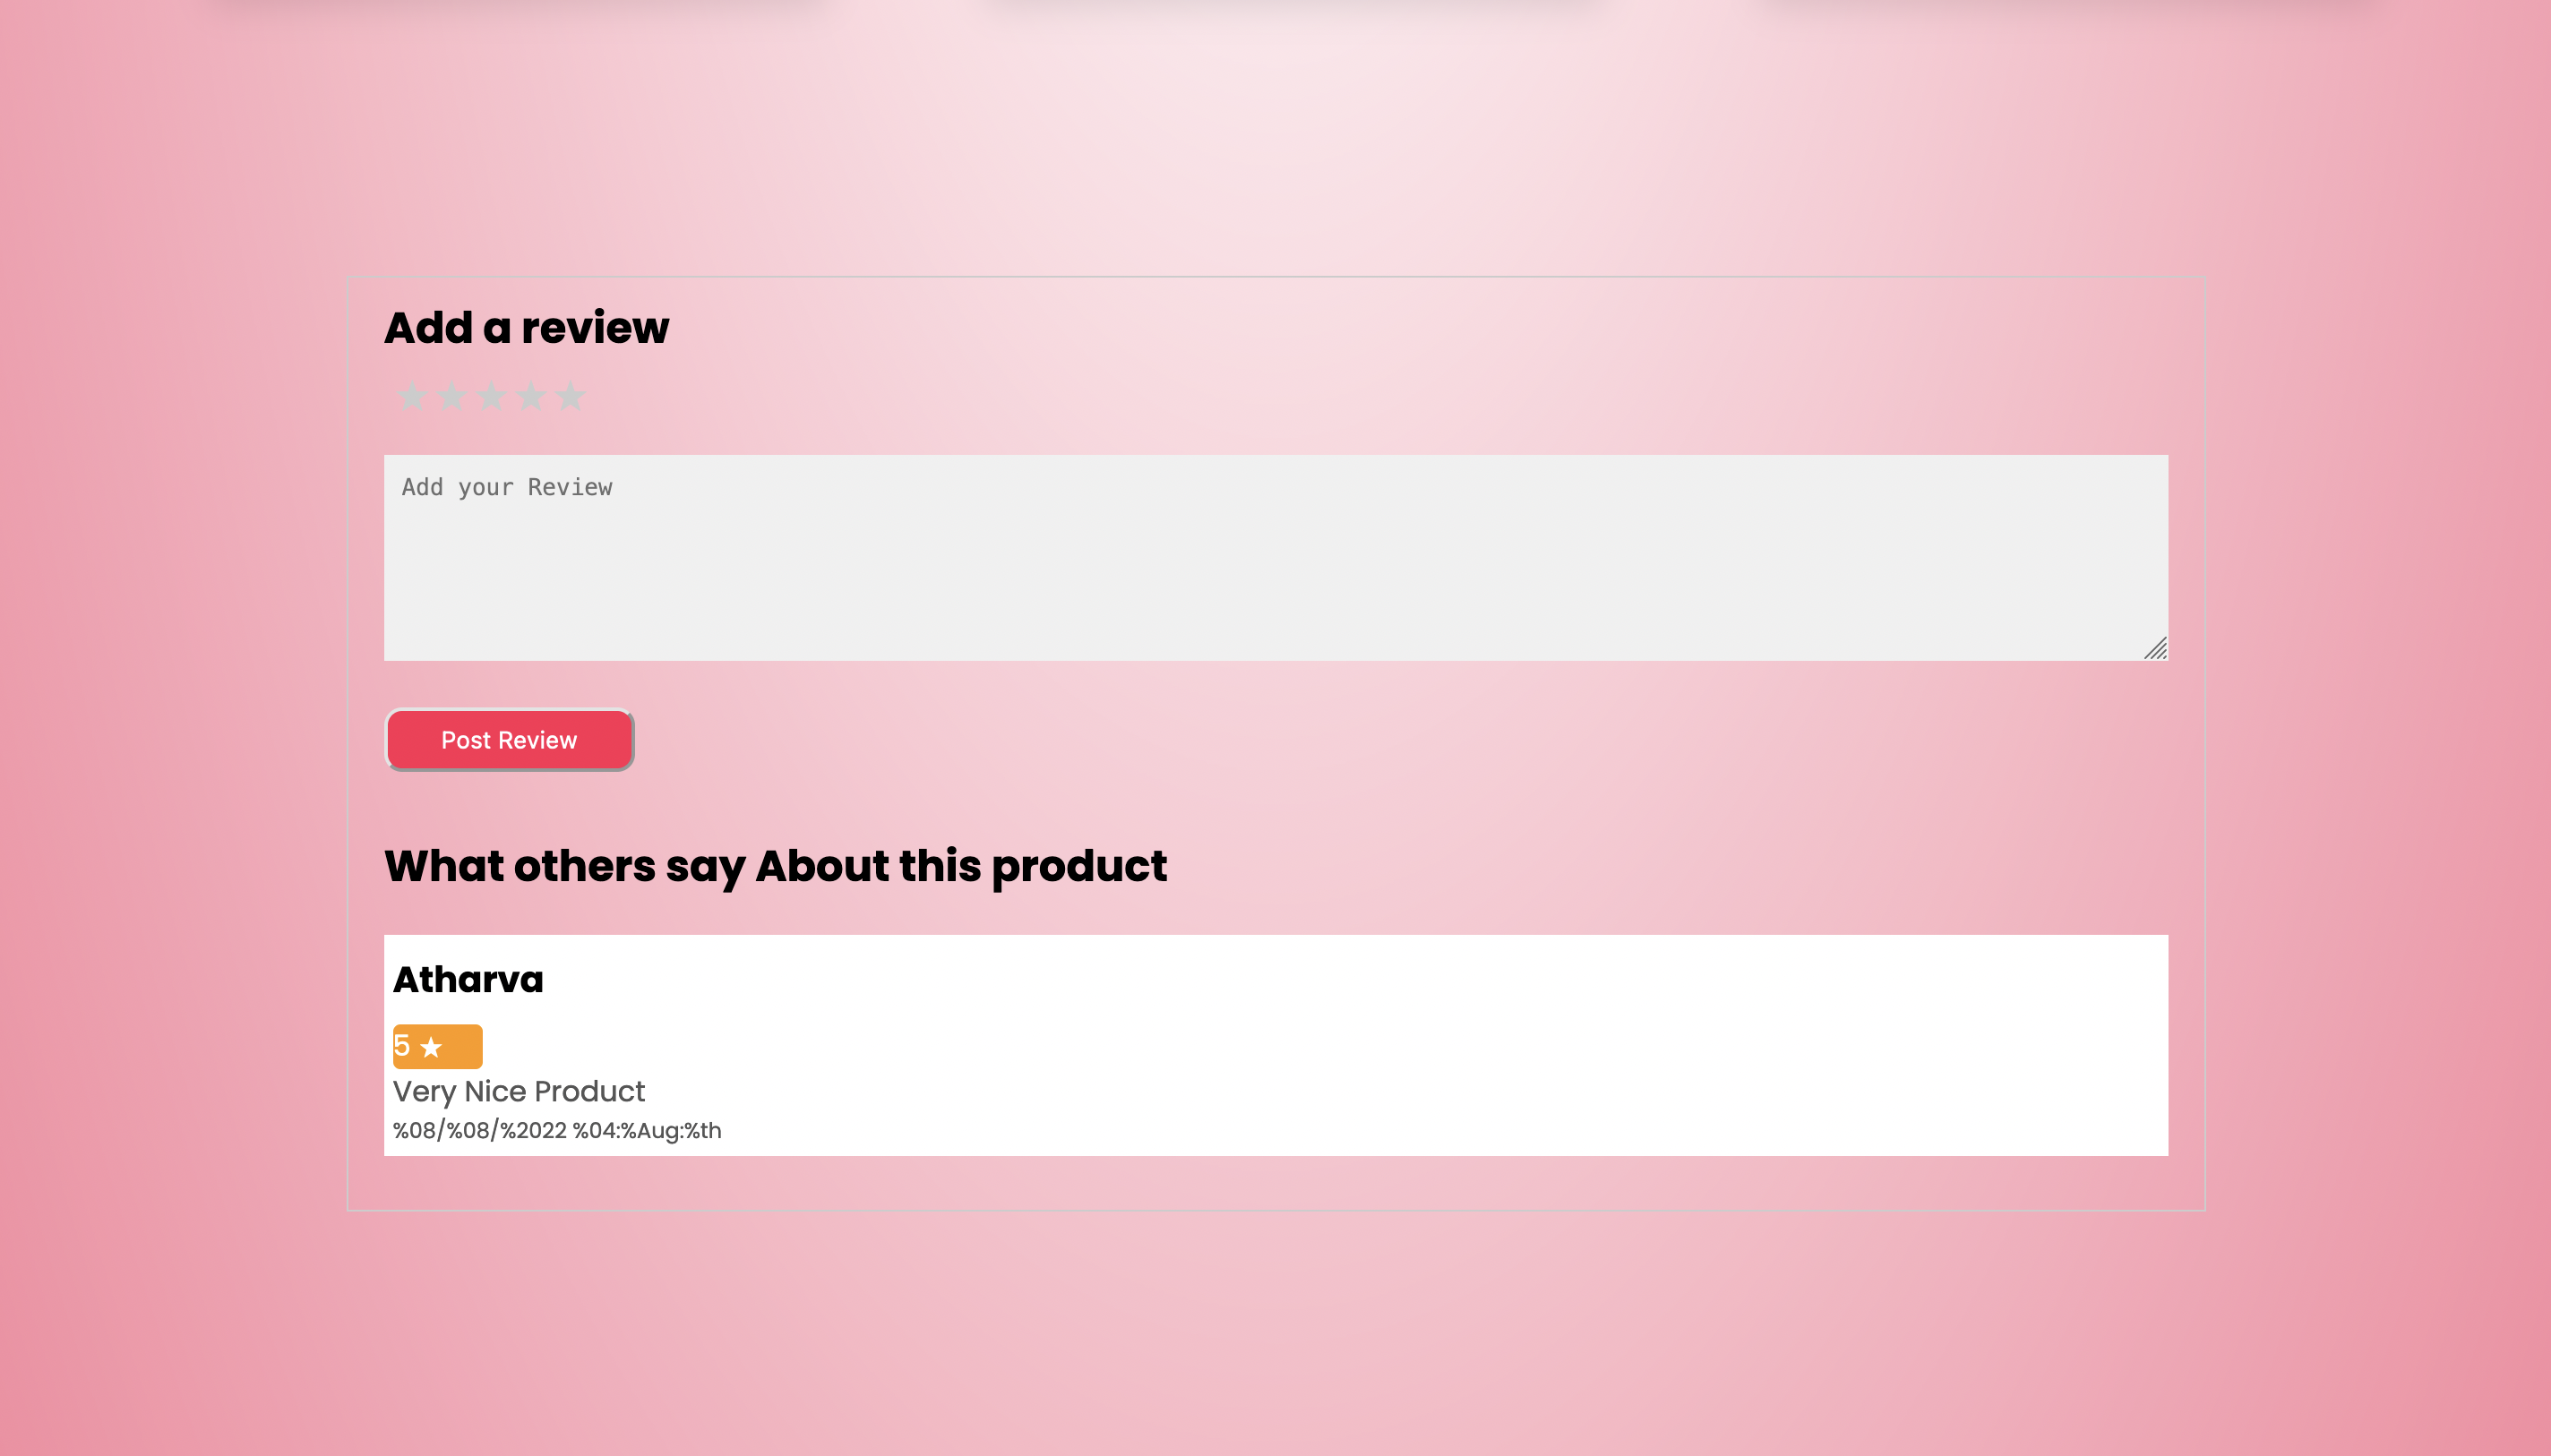 Add a review
★★★★★
Add your Review
Post Review
What others say About this product
Atharva
5 ★
Very Nice Product
%08/%08/%2022 %04:%Aug:%th